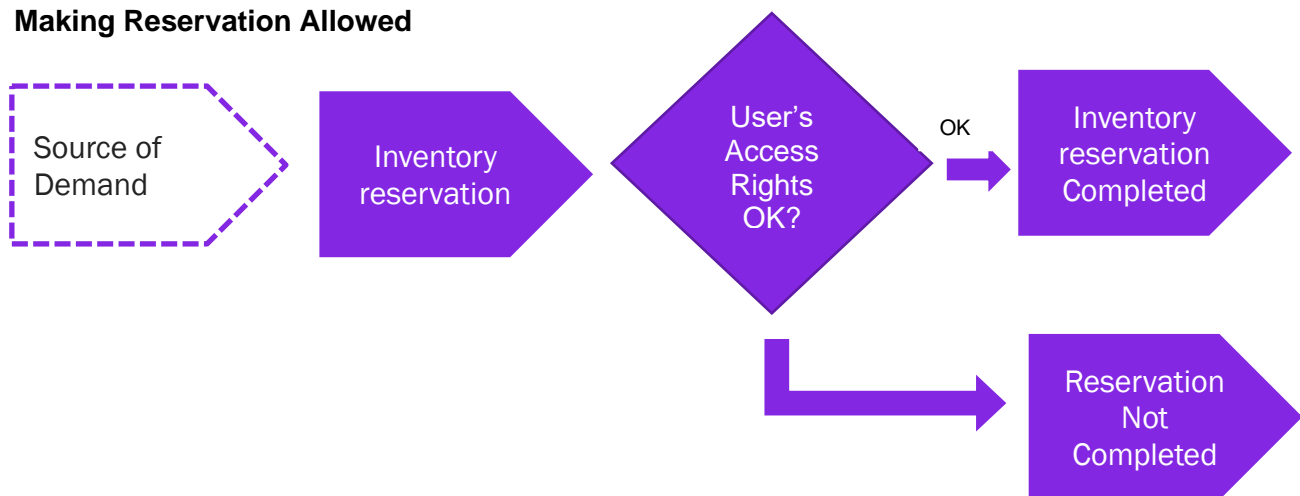 Making Reservation Allowed
Source of
Demand
Inventory
reservation
User’s
Access
Rights
OK?
OK
Inventory
reservation
Completed
Reservation
Not
Completed